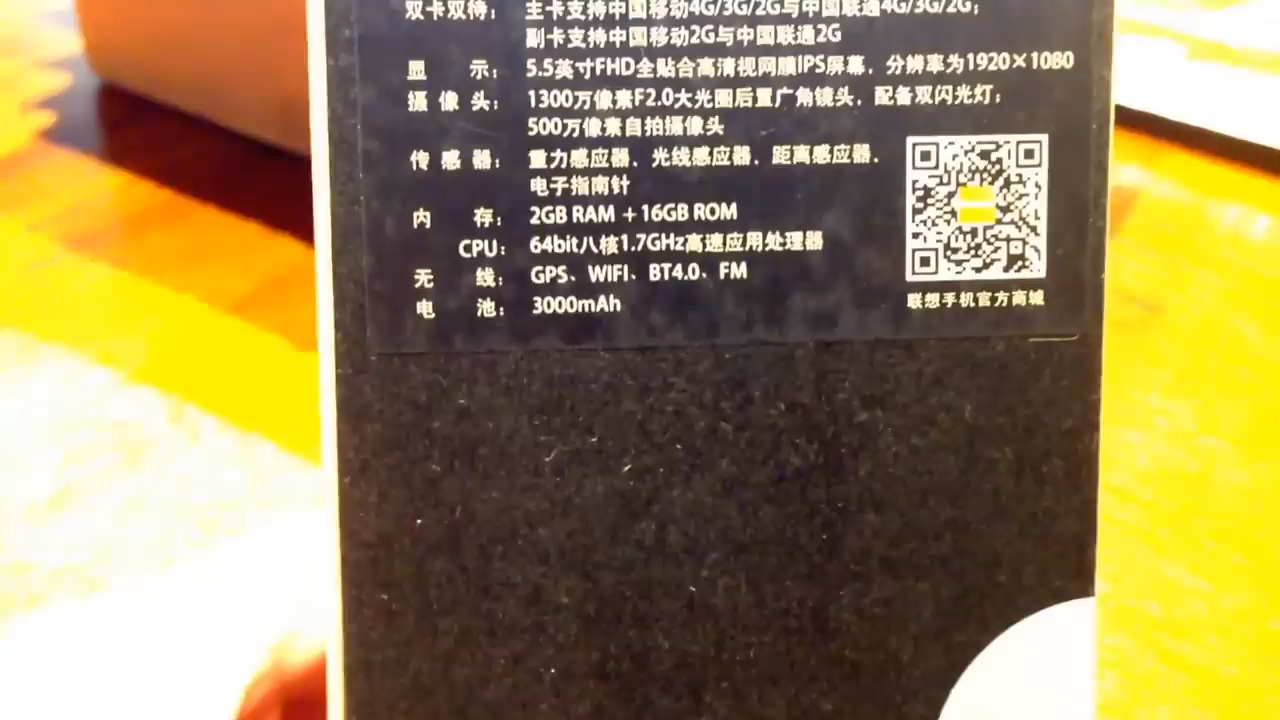 双卡双待：主卡支持中国移动4G/3G/2G与中国联通4G/3G/2G；
副卡支持中国移动2G与中国联通2G
显 示：5.5英寸FHD全贴合高清视网膜IPS屏幕，分辨率为1920×1080
摄 像 头：1300万像素F2.0大光圈后置广角镜头，配备双闪光灯；
500万像素自拍摄像头
传 感 器：重力感应器、光线感应器、距离感应器、
电子指南针
内 存：2GB RAM +16GB ROM
CPU：64bit八核1.7GHz高速应用处理器
无 线：GPS、WIFI、BT4.0、FM
电 池：3000mAh
联想手机官方商城